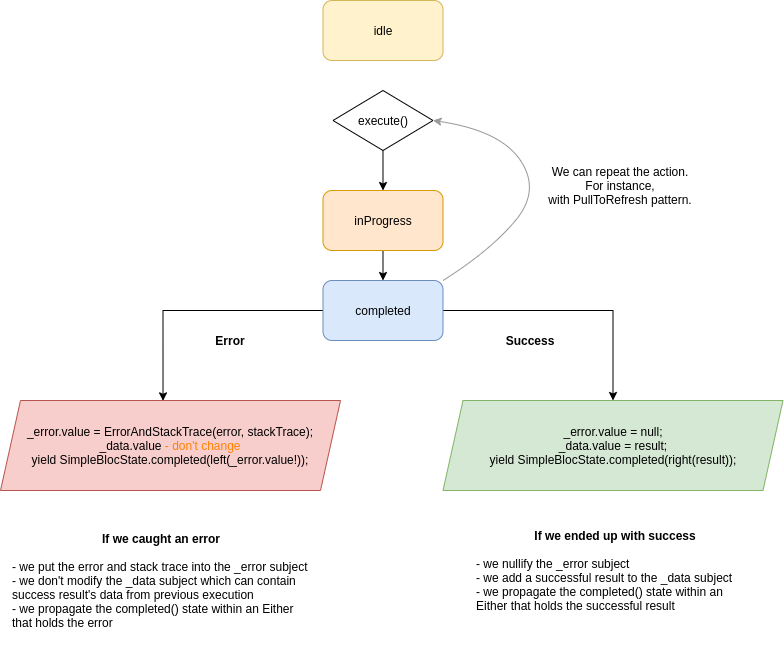 idle
execute()
We can repeat the action.
For instance,
with PullToRefresh pattern.
inProgress
completed
Error
Success
_error.value = ErrorAndStackTrace(error, stackTrace);
_data.value - don't change
yield SimpleBlocState.completed(left(_error.value!));
_error.value = null;
_data.value = result;
yield SimpleBlocState.completed(right(result));
If we caught an error
- we put the error and stack trace into the _error subject
- we don't modify the _data subject which can contain
success result's data from previous execution
- we propagate the completed() state within an Either
that holds the error
If we ended up with success
- we nullify the _error subject
- we add a successful result to the _data subject
- we propagate the completed() state within an
Either that holds the successful result